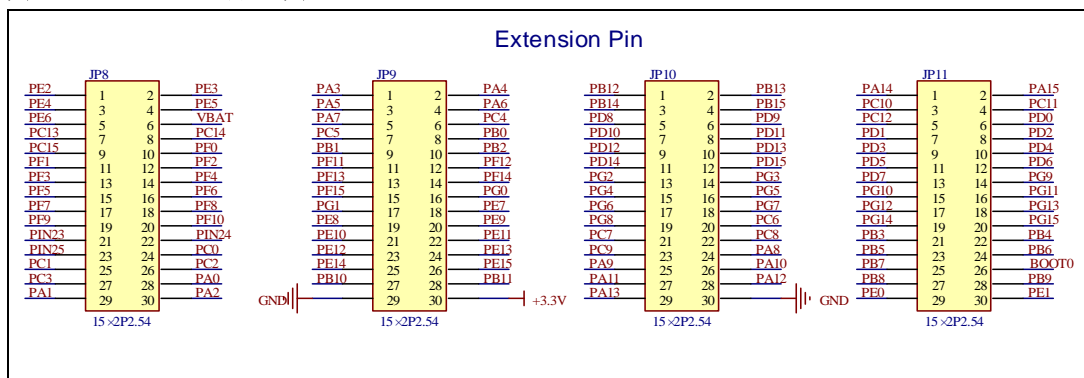 Extension Pin
JP8 JP9 JP10 JP11
PE2 1 2 PE3 PA3 1 2 PA4 PB12 1 2 PB13 PA14 1 2 PA15
PE4 3 4 PE5 PA5 3 4 PA6 PB14 3 4 PB15 PC10 3 4 PC11
PE6 5 6 VBAT PA7 5 6 PC4 PD8 5 6 PD9 PC12 5 6 PD0
PC13 7 8 PC14 PC5 7 8 PB0 PD10 7 8 PD11 PD1 7 8 PD2
PC15 9 10 PF0 PB1 9 10 PB2 PD12 9 10 PD13 PD3 9 10 PD4
PF1 11 12 PF2 PF11 11 12 PF12 PD14 11 12 PD15 PD5 11 12 PD6
PF3 13 14 PF4 PF13 13 14 PF14 PG2 13 14 PG3 PD7 13 14 PG9
PF5 15 16 PF6 PF15 15 16 PG0 PG4 15 16 PG5 PG10 15 16 PG11
PF7 17 18 PF8 PG1 17 18 PE7 PG6 17 18 PG7 PG12 17 18 PG13
PF9 19 20 PF10 PE8 19 20 PE9 PG8 19 20 PC6 PG14 19 20 PG15
PIN23 21 22 PIN24 PE10 21 22 PE11 PC7 21 22 PC8 PB3 21 22 PB4
PIN25 23 24 PC0 PE12 23 24 PE13 PC9 23 24 PA8 PB5 23 24 PB6
PC1 25 26 PC2 PE14 25 26 PE15 PA9 25 26 PA10 PB7 25 26 BOOT0
PC3 27 28 PA0 PB10 27 28 PB11 PA11 27 28 PA12 PB8 27 28 PB9
PA1 29 30 PA2 GND 29 30 +3.3V PA13 29 30 GND PE0 29 30 PE1
15×2P2.54 15×2P2.54 15×2P2.54 15×2P2.54